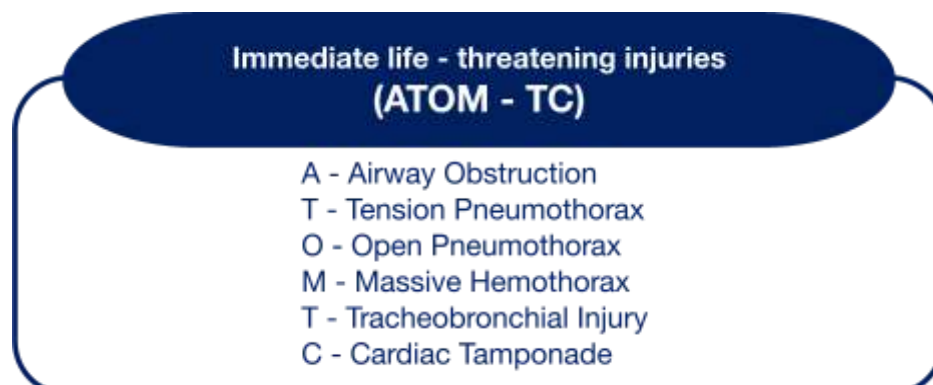 Immediate life - threatening injuries
(ATOM - TC)
A - Airway Obstruction
T - Tension Pneumothorax
O - Open Pneumothorax
M - Massive Hemothorax
T - Tracheobronchial Injury
C - Cardiac Tamponade